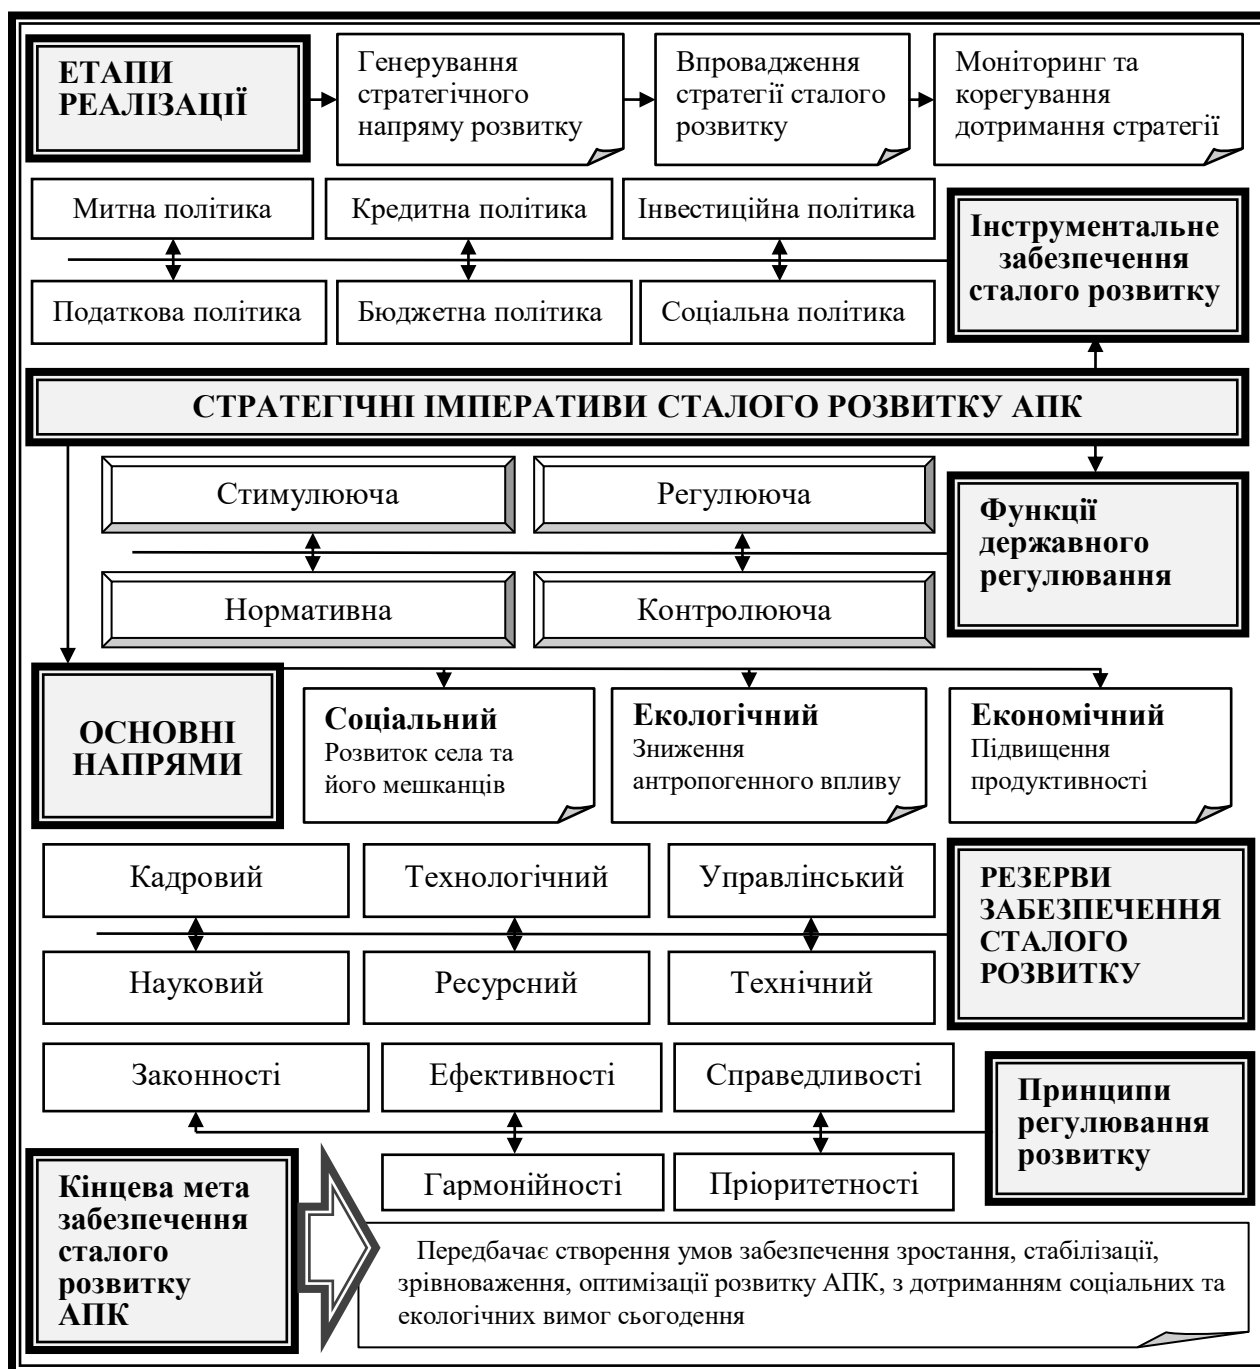 ЕТАПИ
РЕАЛІЗАЦІЇ
Генерування
стратегічного
напряму розвитку
Впровадження
стратегії сталого
розвитку
Моніторинг та
корегування
дотримання стратегії
Митна політика
Кредитна політика
Інвестиційна політика
Податкова політика
Бюджетна політика
Соціальна політика
Інструментальне
забезпечення
сталого розвитку
СТРАТЕГІЧНІ ІМПЕРАТИВИ СТАЛОГО РОЗВИТКУ АПК
Стимулююча
Регулююча
Нормативна
Контролююча
Функції
державного
регулювання
ОСНОВНІ
НАПРЯМИ
Соціальний
Розвиток села та
його мешканців
Екологічний
Зниження
антропогенного впливу
Економічний
Підвищення
продуктивності
Кадровий
Технологічний
Управлінський
Науковий
Ресурсний
Технічний
РЕЗЕРВИ
ЗАБЕЗПЕЧЕННЯ
СТАЛОГО
РОЗВИТКУ
Законності
Ефективності
Справедливості
Гармонійності
Пріоритетності
Принципи
регулювання
розвитку
Кінцева мета
забезпечення
сталого
розвитку
АПК
Передбачає створення умов забезпечення зростання, стабілізації,
зрівноваження, оптимізації розвитку АПК, з дотриманням соціальних та
екологічних вимог сьогодення